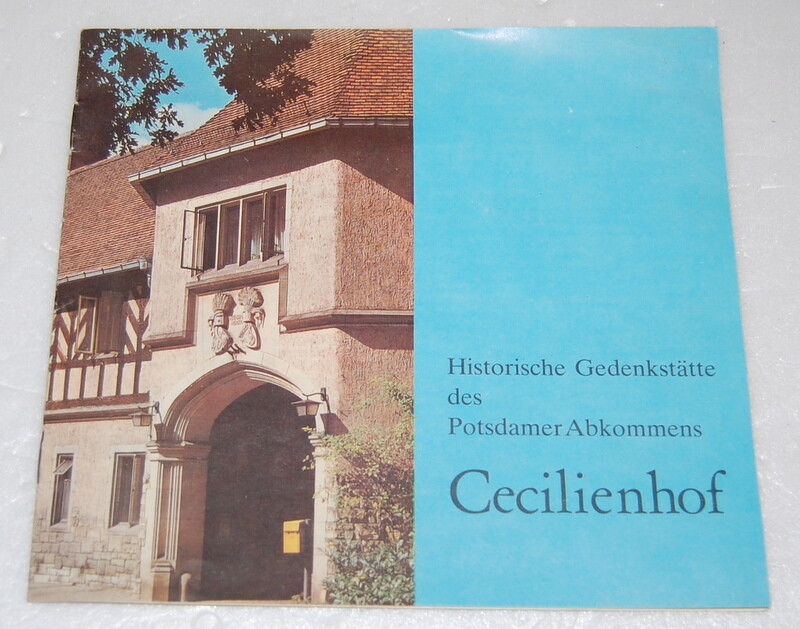 Historische Gedenkstätte
des
Potsdamer Abkommens
Cecilienhof